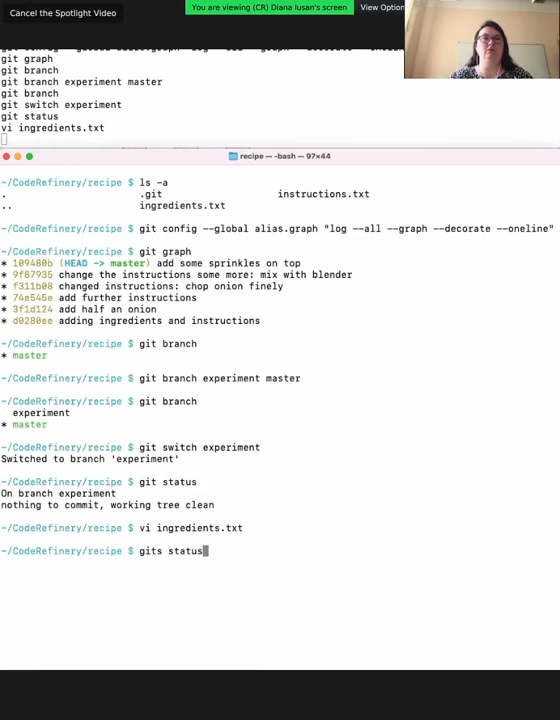 Cancel the Spotlight Video
You are viewing (CR) Diana Iusan's screen
View Option
git graph
git branch
git branch experiment master
git branch
git switch experiment
git status
vi ingredients.txt
recipe — -bash — 97×44
~/CodeRefinery/recipe $ ls -a
. .git instructions.txt
.. ingredients.txt
~/CodeRefinery/recipe $ git config --global alias.graph "log --all --graph --decorate --oneline"
~/CodeRefinery/recipe $ git graph
* 109480b (HEAD -> master) add some sprinkles on top
* 9f87935 change the instructions some more: mix with blender
* f311b08 changed instructions: chop onion finely
* 74e545e add further instructions
* 3f1d124 add half an onion
* d0280ee adding ingredients and instructions
~/CodeRefinery/recipe $ git branch
* master
~/CodeRefinery/recipe $ git branch experiment master
~/CodeRefinery/recipe $ git branch
experiment
* master
~/CodeRefinery/recipe $ git switch experiment
Switched to branch 'experiment'
~/CodeRefinery/recipe $ git status
On branch experiment
nothing to commit, working tree clean
~/CodeRefinery/recipe $ vi ingredients.txt
~/CodeRefinery/recipe $ gits status